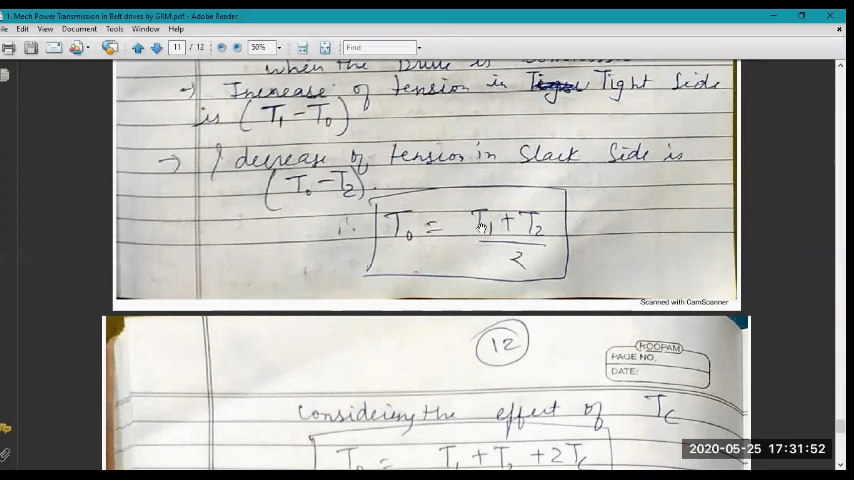 1. Mech Power Transmission in Belt drives by GRM.pdf - Adobe Reader
File Edit View Document Tools Window Help
11 / 12 50% Find
when the Drive is
→ Increase of tension in Tight Side
is (T₁ − T₀)
→ decrease of tension in Slack Side is
(T₀ − T₂).
∴ T₀ = T₁ + T₂
2
Scanned with CamScanner
12
ROOPAM
PAGE NO.
DATE:
Considering the effect of Tc
T₀ = T₁ + T₂ + 2Tc
2020-05-25 17:31:52